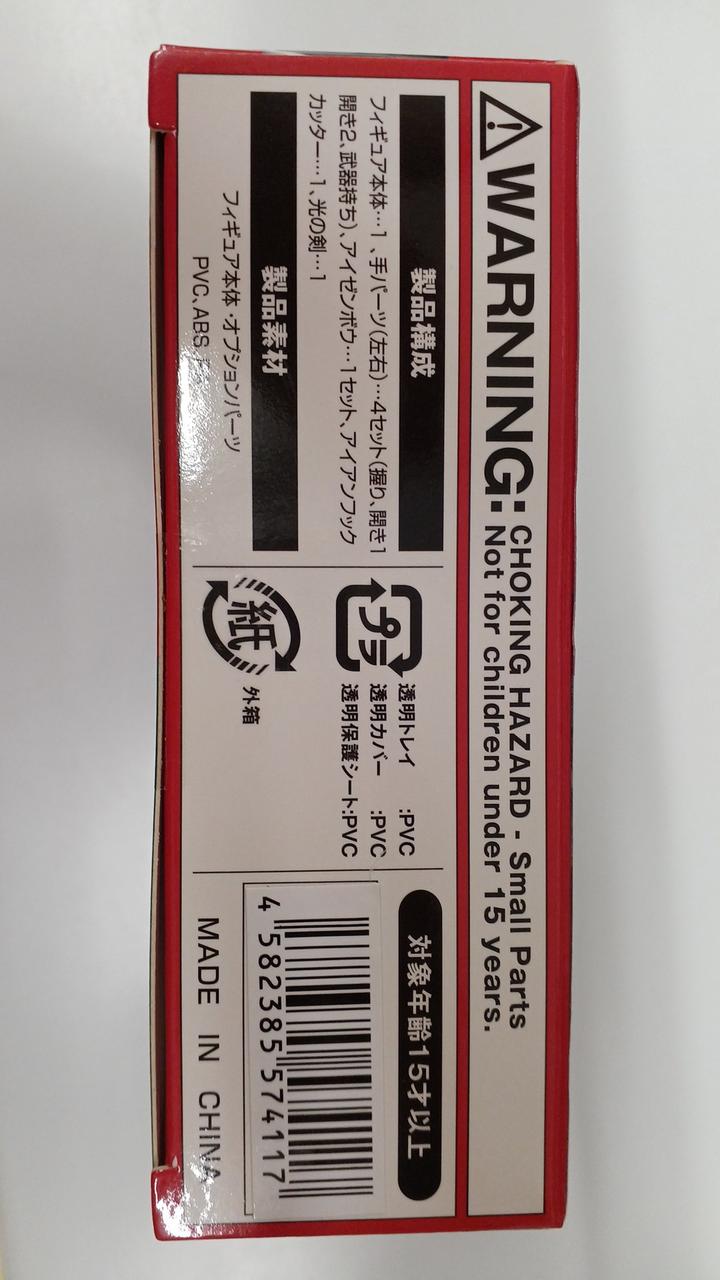 ⚠WARNING:
CHOKING HAZARD - Small Parts
Not for children under 15 years.
製品構成
フィギュア本体…1、手パーツ(左右)…4セット(握り、開き1
開き2、武器持ち)、アイゼンボウ…1セット、アイアンフック
カッター…1、光の剣…1
製品素材
フィギュア本体・オプションパーツ
PVC、ABS
プラ
透明トレイ :PVC
透明カバー :PVC
透明保護シート:PVC
紙
外箱
対象年齢15才以上
4 582385 574117
MADE IN CHINA